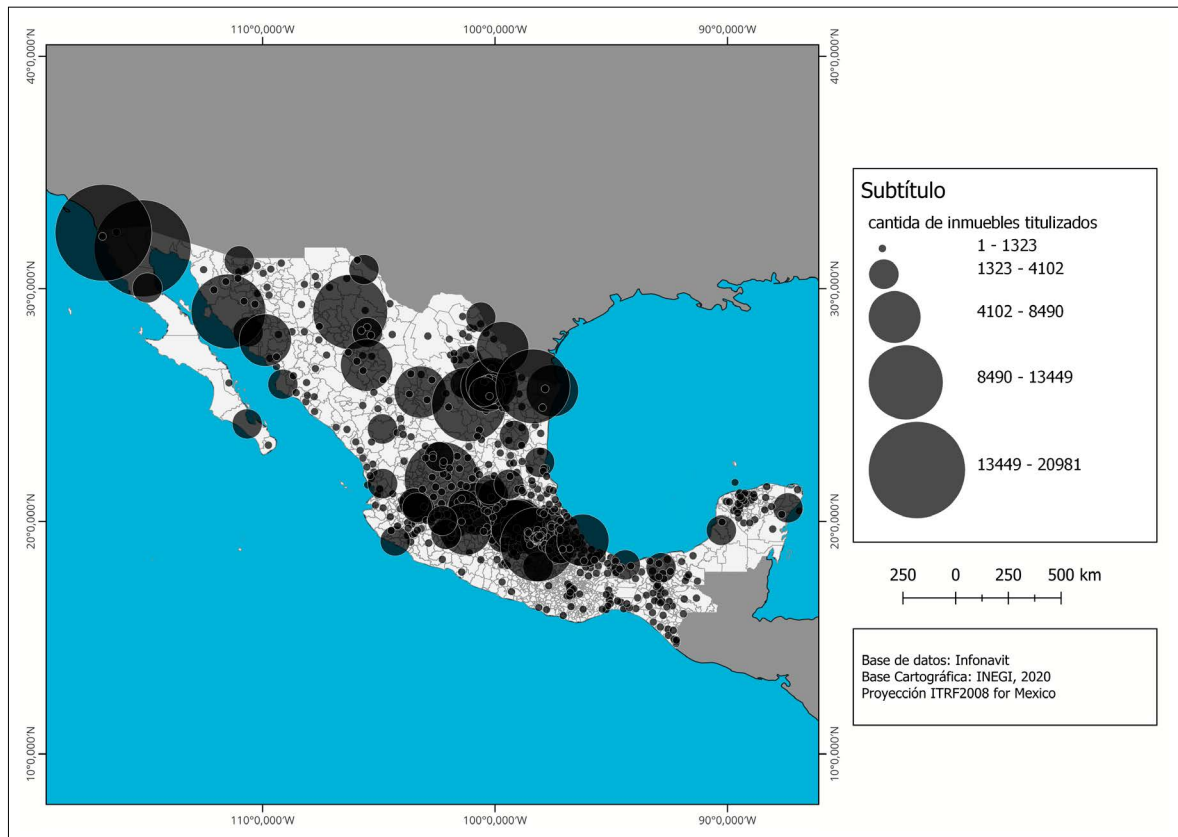 110°0,000'W
100°0,000'W
90°0,000'W
40°0,000'N
40°0,000'N
30°0,000'N
30°0,000'N
20°0,000'N
20°0,000'N
10°0,000'N
10°0,000'N
110°0,000'W
100°0,000'W
90°0,000'W
Subtítulo
cantida de inmuebles titulizados
1 - 1323
1323 - 4102
4102 - 8490
8490 - 13449
13449 - 20981
250 0 250 500 km
Base de datos: Infonavit
Base Cartográfica: INEGI, 2020
Proyección ITRF2008 for Mexico